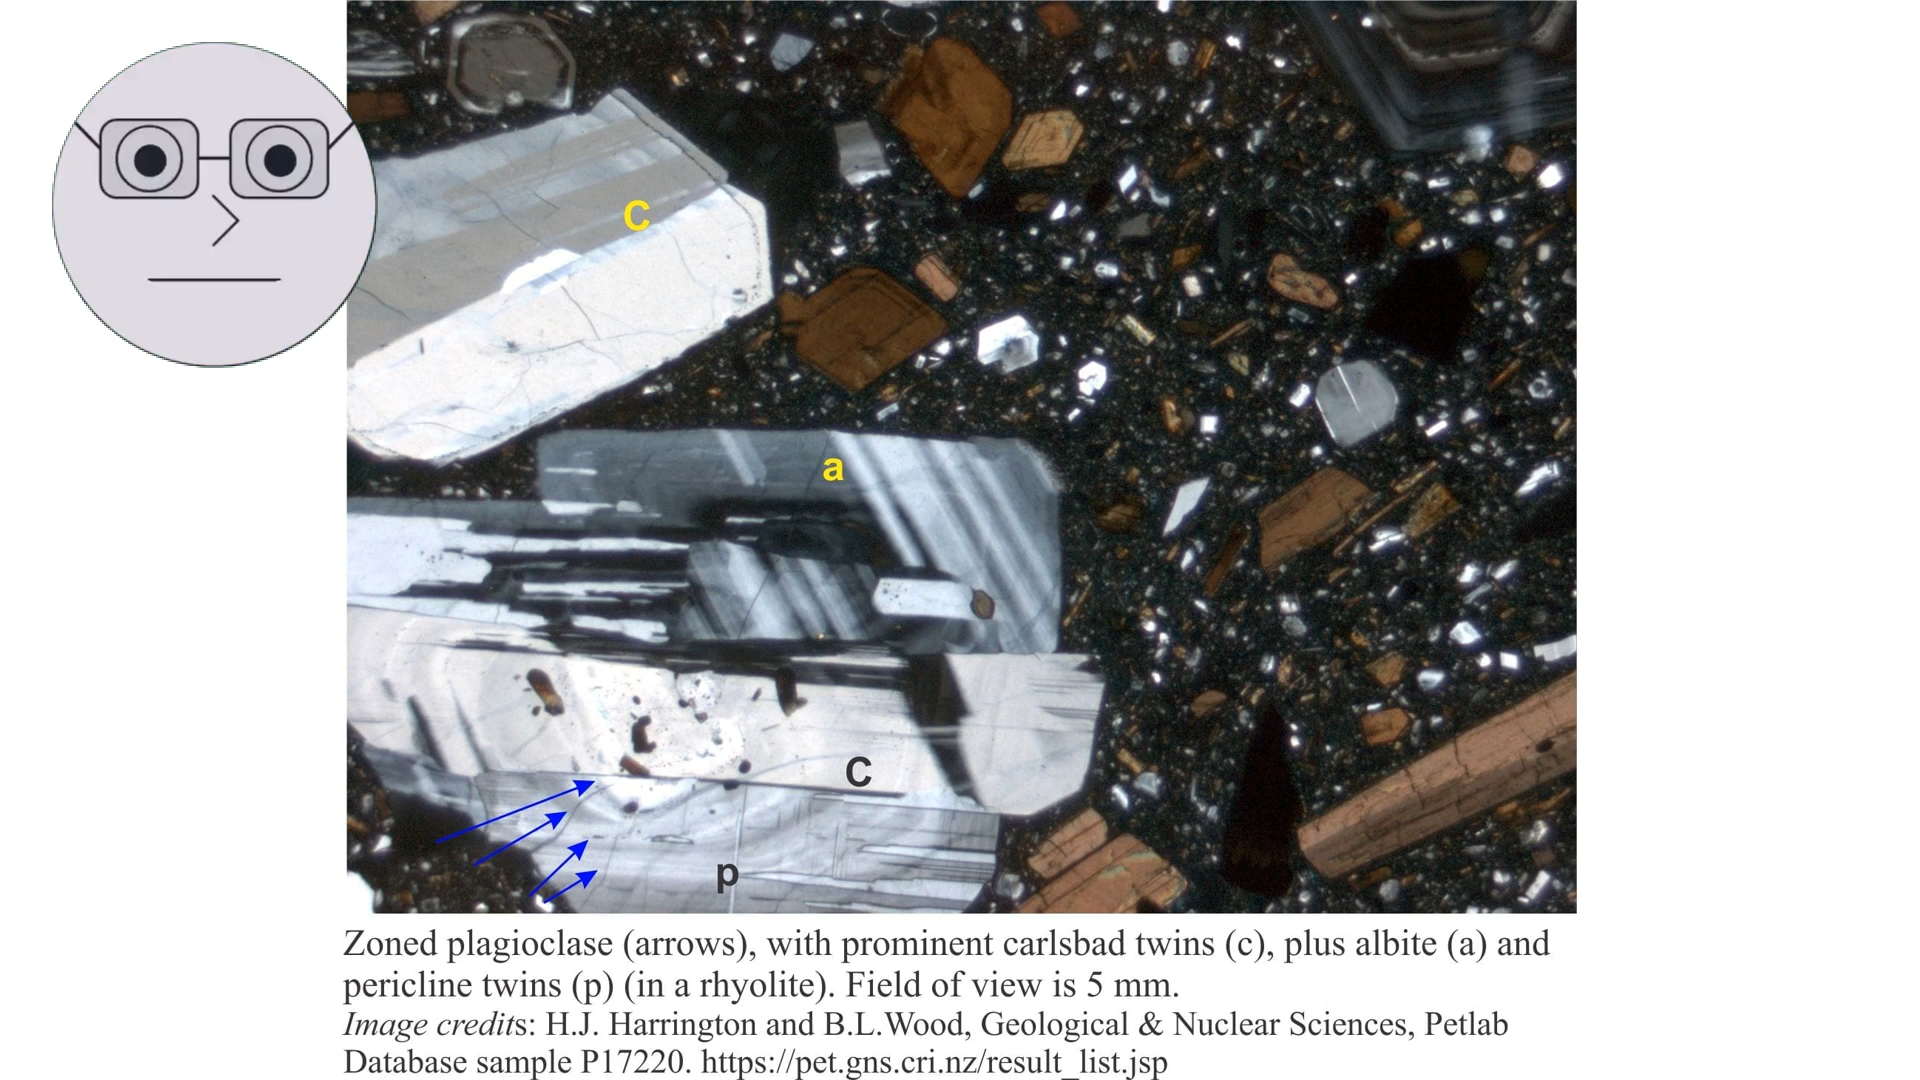 C
a
C
p
Zoned plagioclase (arrows), with prominent carlsbad twins (c), plus albite (a) and
pericline twins (p) (in a rhyolite). Field of view is 5 mm.
Image credits: H.J. Harrington and B.L.Wood, Geological & Nuclear Sciences, Petlab
Database sample P17220. https://pet.gns.cri.nz/result_list.jsp